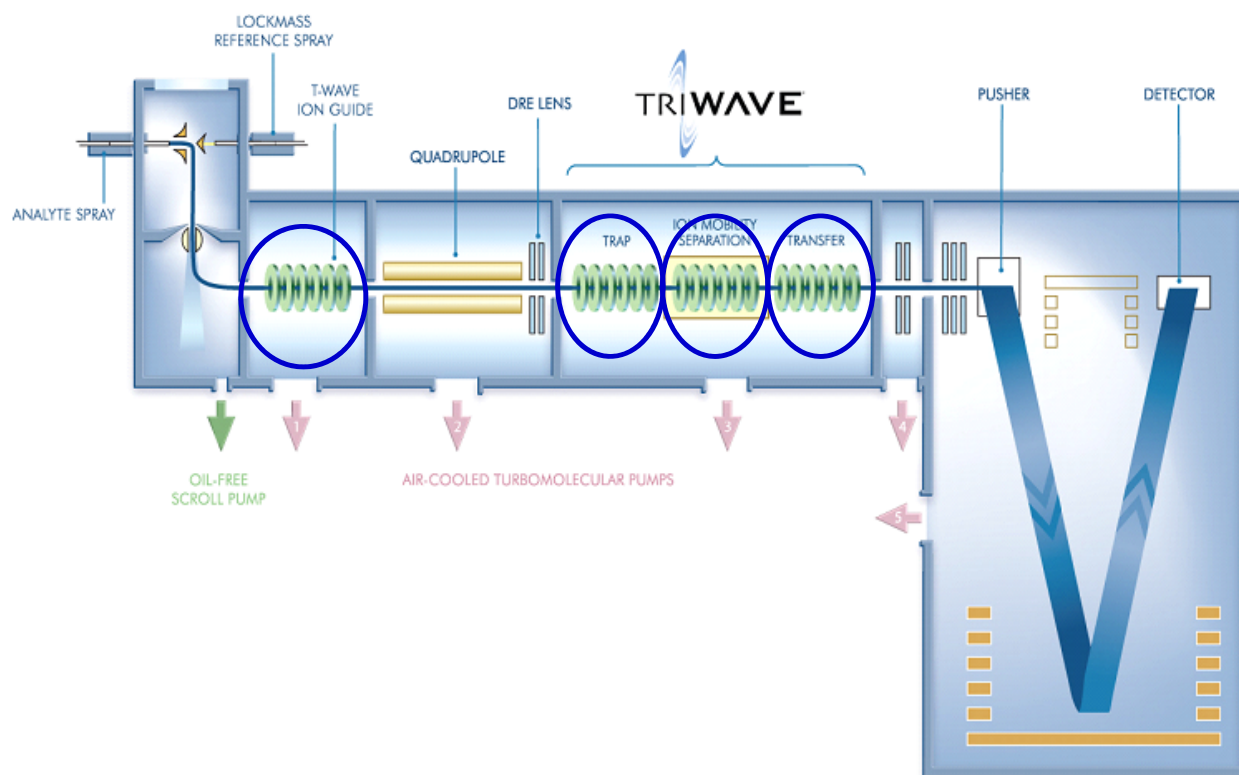 LOCKMASS
REFERENCE SPRAY
T-WAVE
ION GUIDE
DRE LENS
TRIWAVE
PUSHER
DETECTOR
QUADRUPOLE
ANALYTE SPRAY
TRAP
ION MOBILITY
SEPARATION
TRANSFER
1
2
3
4
OIL-FREE
SCROLL PUMP
AIR-COOLED TURBOMOLECULAR PUMPS
5